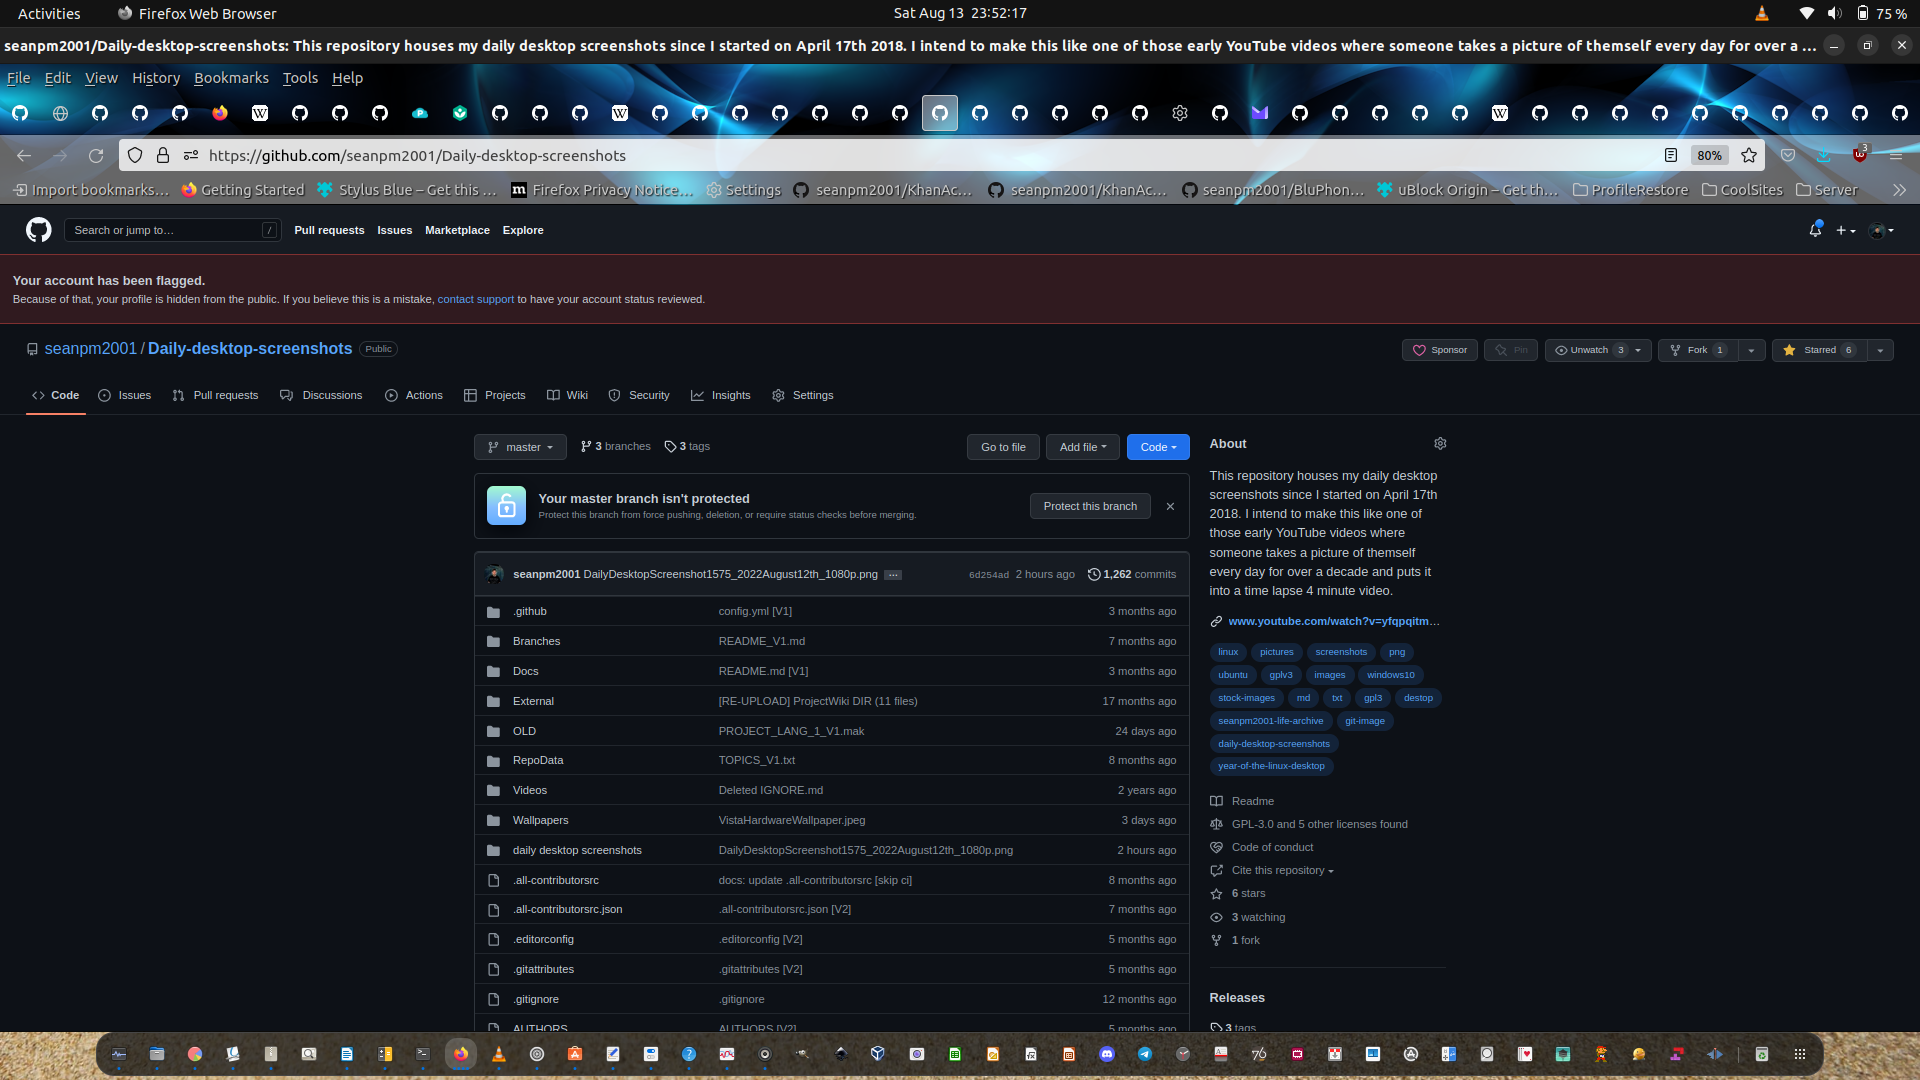 Activities Firefox Web Browser Sat Aug 13 23:52:17 75 %
seanpm2001/Daily-desktop-screenshots: This repository houses my daily desktop screenshots since I started on April 17th 2018. I intend to make this like one of those early YouTube videos where someone takes a picture of themself every day for over a ...
File Edit View History Bookmarks Tools Help
https://github.com/seanpm2001/Daily-desktop-screenshots 80% 3
Import bookmarks... Getting Started Stylus Blue – Get this ... Firefox Privacy Notice... Settings seanpm2001/KhanAc... seanpm2001/KhanAc... seanpm2001/BluPhon... uBlock Origin – Get th... ProfileRestore CoolSites Server
Search or jump to... / Pull requests Issues Marketplace Explore
Your account has been flagged.
Because of that, your profile is hidden from the public. If you believe this is a mistake, contact support to have your account status reviewed.
seanpm2001 / Daily-desktop-screenshots Public Sponsor Pin Unwatch 3 Fork 1 Starred 6
Code Issues Pull requests Discussions Actions Projects Wiki Security Insights Settings
master 3 branches 3 tags Go to file Add file Code
Your master branch isn't protected
Protect this branch from force pushing, deletion, or require status checks before merging.
Protect this branch
seanpm2001 DailyDesktopScreenshot1575_2022August12th_1080p.png ... 6d254ad 2 hours ago 1,262 commits
.github config.yml [V1] 3 months ago
Branches README_V1.md 7 months ago
Docs README.md [V1] 3 months ago
External [RE-UPLOAD] ProjectWiki DIR (11 files) 17 months ago
OLD PROJECT_LANG_1_V1.mak 24 days ago
RepoData TOPICS_V1.txt 8 months ago
Videos Deleted IGNORE.md 2 years ago
Wallpapers VistaHardwareWallpaper.jpeg 3 days ago
daily desktop screenshots DailyDesktopScreenshot1575_2022August12th_1080p.png 2 hours ago
.all-contributorsrc docs: update .all-contributorsrc [skip ci] 8 months ago
.all-contributorsrc.json .all-contributorsrc.json [V2] 7 months ago
.editorconfig .editorconfig [V2] 5 months ago
.gitattributes .gitattributes [V2] 5 months ago
.gitignore .gitignore 12 months ago
AUTHORS AUTHORS [V2] 5 months ago
About
This repository houses my daily desktop
screenshots since I started on April 17th
2018. I intend to make this like one of
those early YouTube videos where
someone takes a picture of themself
every day for over a decade and puts it
into a time lapse 4 minute video.
www.youtube.com/watch?v=yfqpqitm...
linux pictures screenshots png
ubuntu gplv3 images windows10
stock-images md txt gpl3 destop
seanpm2001-life-archive git-image
daily-desktop-screenshots
year-of-the-linux-desktop
Readme
GPL-3.0 and 5 other licenses found
Code of conduct
Cite this repository
6 stars
3 watching
1 fork
Releases
3 tags